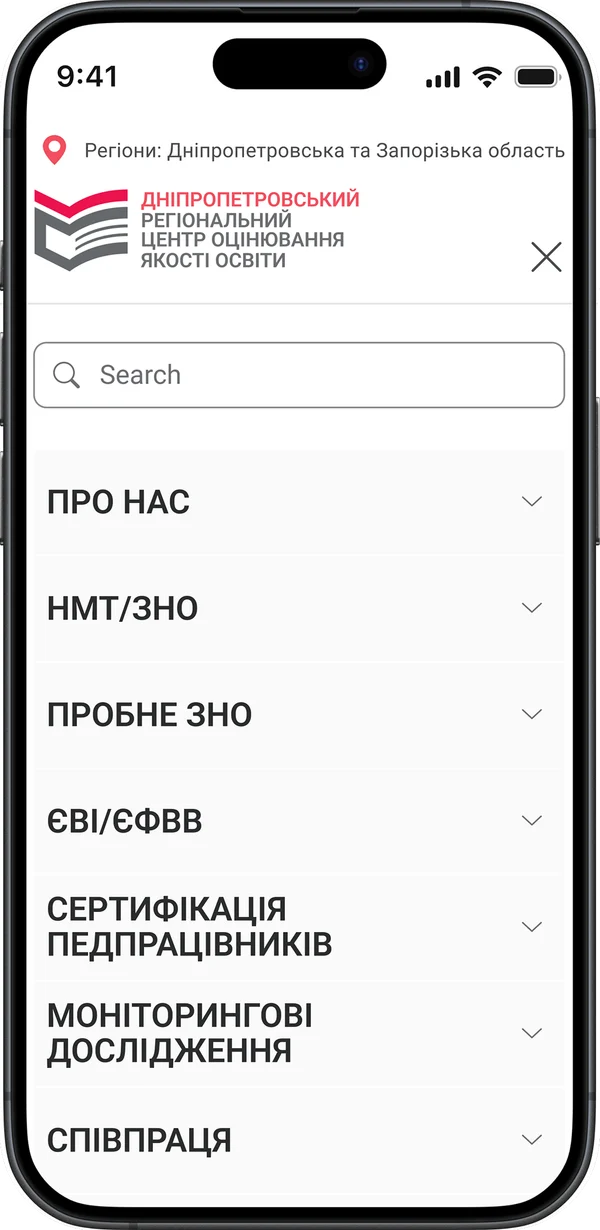 9:41
Регіони: Дніпропетровська та Запорізька область
ДНІПРОПЕТРОВСЬКИЙ
РЕГІОНАЛЬНИЙ
ЦЕНТР ОЦІНЮВАННЯ
ЯКОСТІ ОСВІТИ
Search
ПРО НАС
НМТ/ЗНО
ПРОБНЕ ЗНО
ЄВІ/ЄФВВ
СЕРТИФІКАЦІЯ
ПЕДПРАЦІВНИКІВ
МОНІТОРИНГОВІ
ДОСЛІДЖЕННЯ
СПІВПРАЦЯ